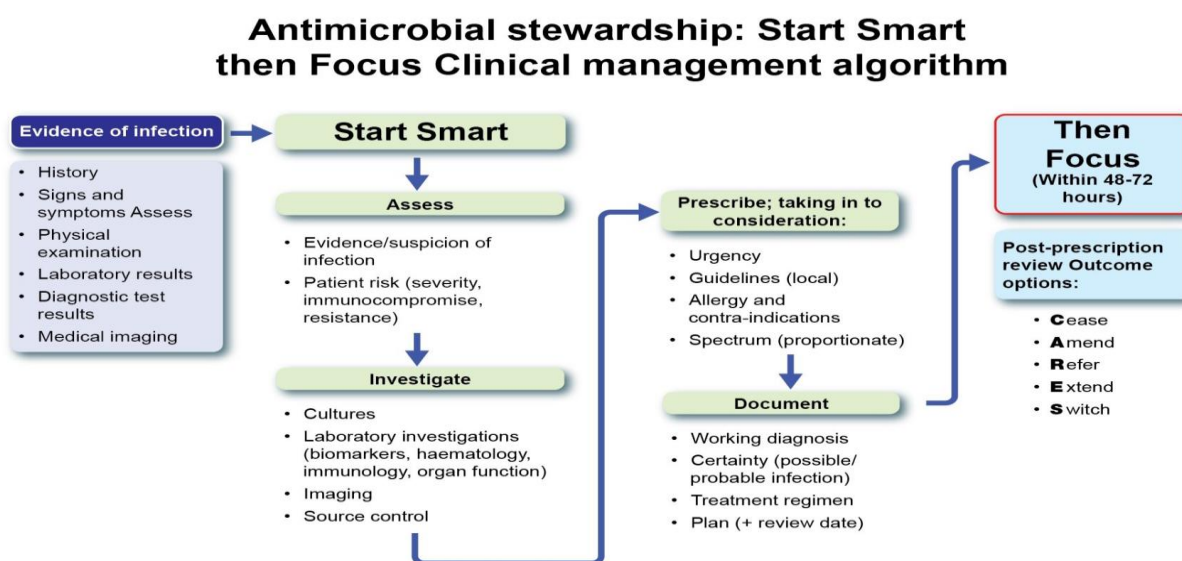 Antimicrobial stewardship: Start Smart
then Focus Clinical management algorithm
Evidence of infection
• History
• Signs and
symptoms Assess
• Physical
examination
• Laboratory results
• Diagnostic test
results
• Medical imaging
Start Smart
Assess
• Evidence/suspicion of
infection
• Patient risk (severity,
immunocompromise,
resistance)
Investigate
• Cultures
• Laboratory investigations
(biomarkers, haematology,
immunology, organ function)
• Imaging
• Source control
Prescribe; taking in to
consideration:
• Urgency
• Guidelines (local)
• Allergy and
contra-indications
• Spectrum (proportionate)
Document
• Working diagnosis
• Certainty (possible/
probable infection)
• Treatment regimen
• Plan (+ review date)
Then
Focus
(Within 48-72
hours)
Post-prescription
review Outcome
options:
• Cease
• Amend
• Refer
• Extend
• Switch